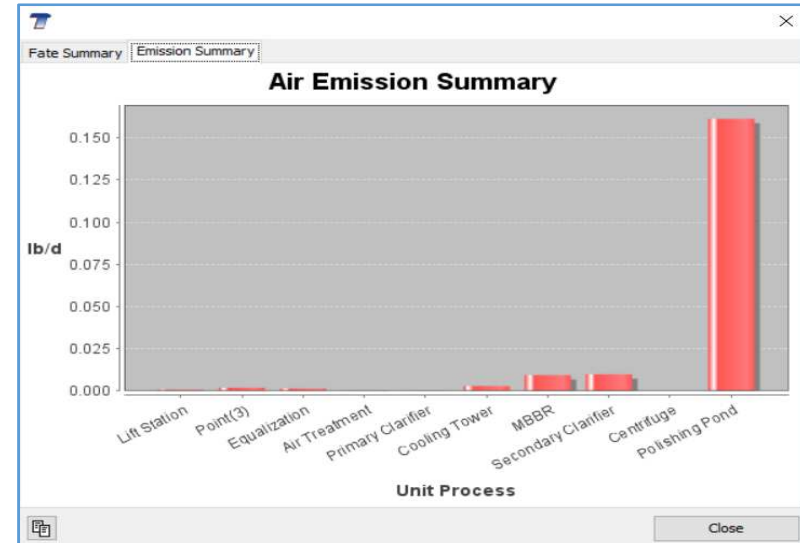 Fate Summary Emission Summary
Air Emission Summary
0.150
0.125
0.100
lb/d
0.075
0.050
0.025
0.000
Lift Station
Point(3)
Equalization
Air Treatment
Primary Clarifier
Cooling Tower
MBBR
Secondary Clarifier
Centrifuge
Polishing Pond
Unit Process
Close